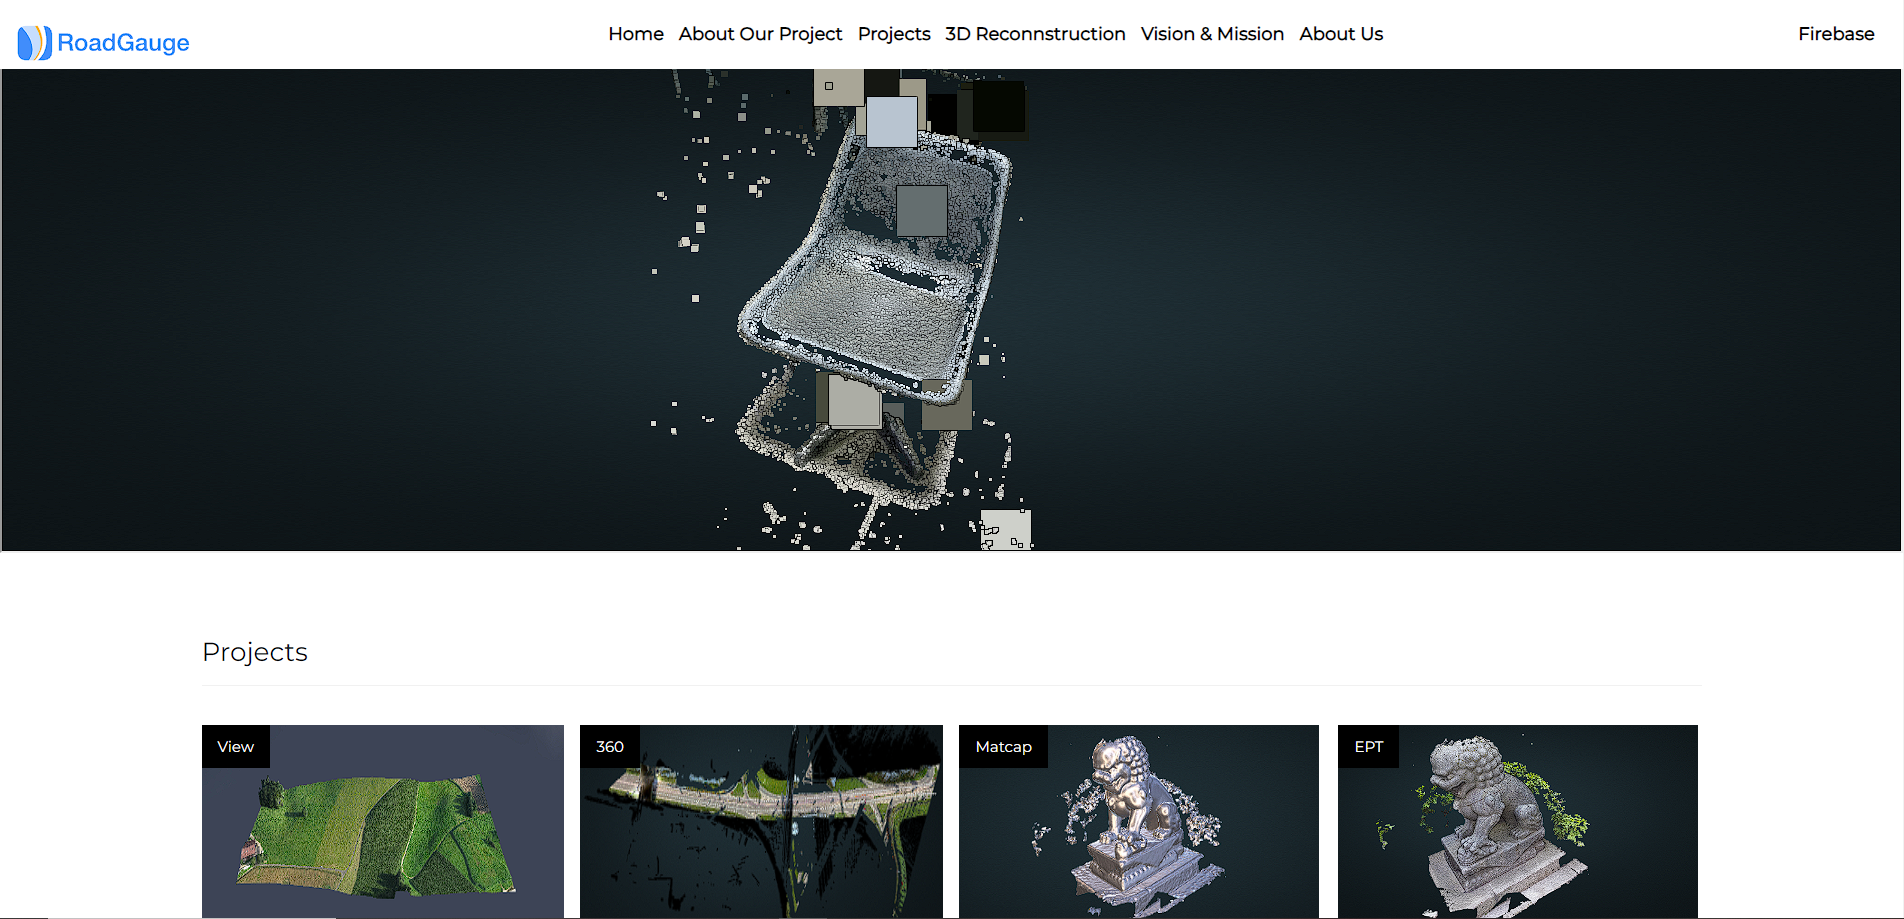 RoadGauge
Home About Our Project Projects 3D Reconnstruction Vision & Mission About Us
Firebase
Projects
View
360
Matcap
EPT